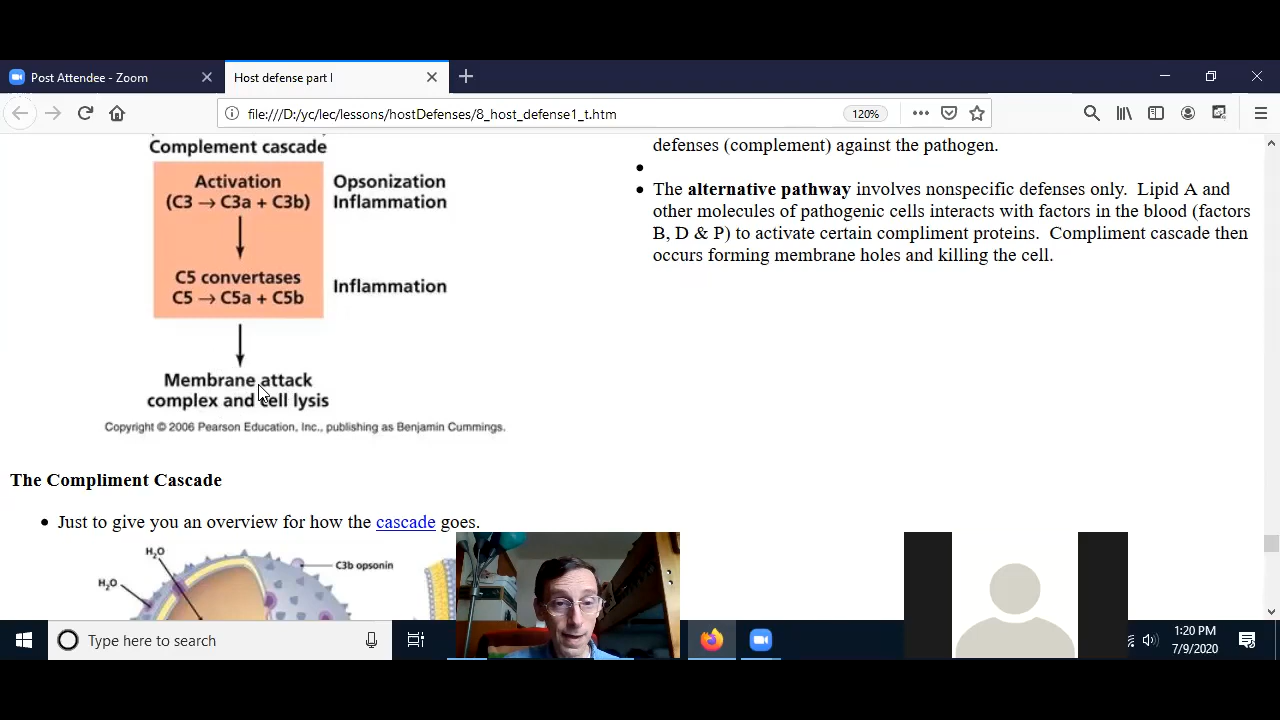 Post Attendee - Zoom
Host defense part I
file:///D:/yc/lec/lessons/hostDefenses/8_host_defense1_t.htm
120%
Complement cascade
Activation
(C3 → C3a + C3b)
Opsonization
Inflammation
C5 convertases
C5 → C5a + C5b
Inflammation
Membrane attack
complex and cell lysis
Copyright © 2006 Pearson Education, Inc., publishing as Benjamin Cummings.
defenses (complement) against the pathogen.
The alternative pathway involves nonspecific defenses only.  Lipid A and
other molecules of pathogenic cells interacts with factors in the blood (factors
B, D & P) to activate certain compliment proteins.  Compliment cascade then
occurs forming membrane holes and killing the cell.
The Compliment Cascade
Just to give you an overview for how the cascade goes.
H₂O
H₂O
C3b opsonin
Type here to search
1:20 PM
7/9/2020